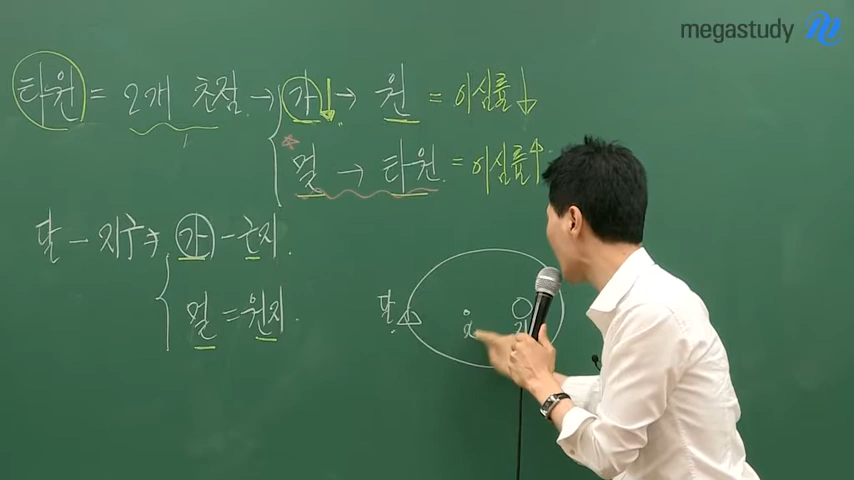 megastudy
타원 = 2개 초점 → 가↓ → 원 = 이심률↓
* 멀 → 타원 = 이심률↑
달 - 지구 → 가 - 근지.
멀 = 원지.
달